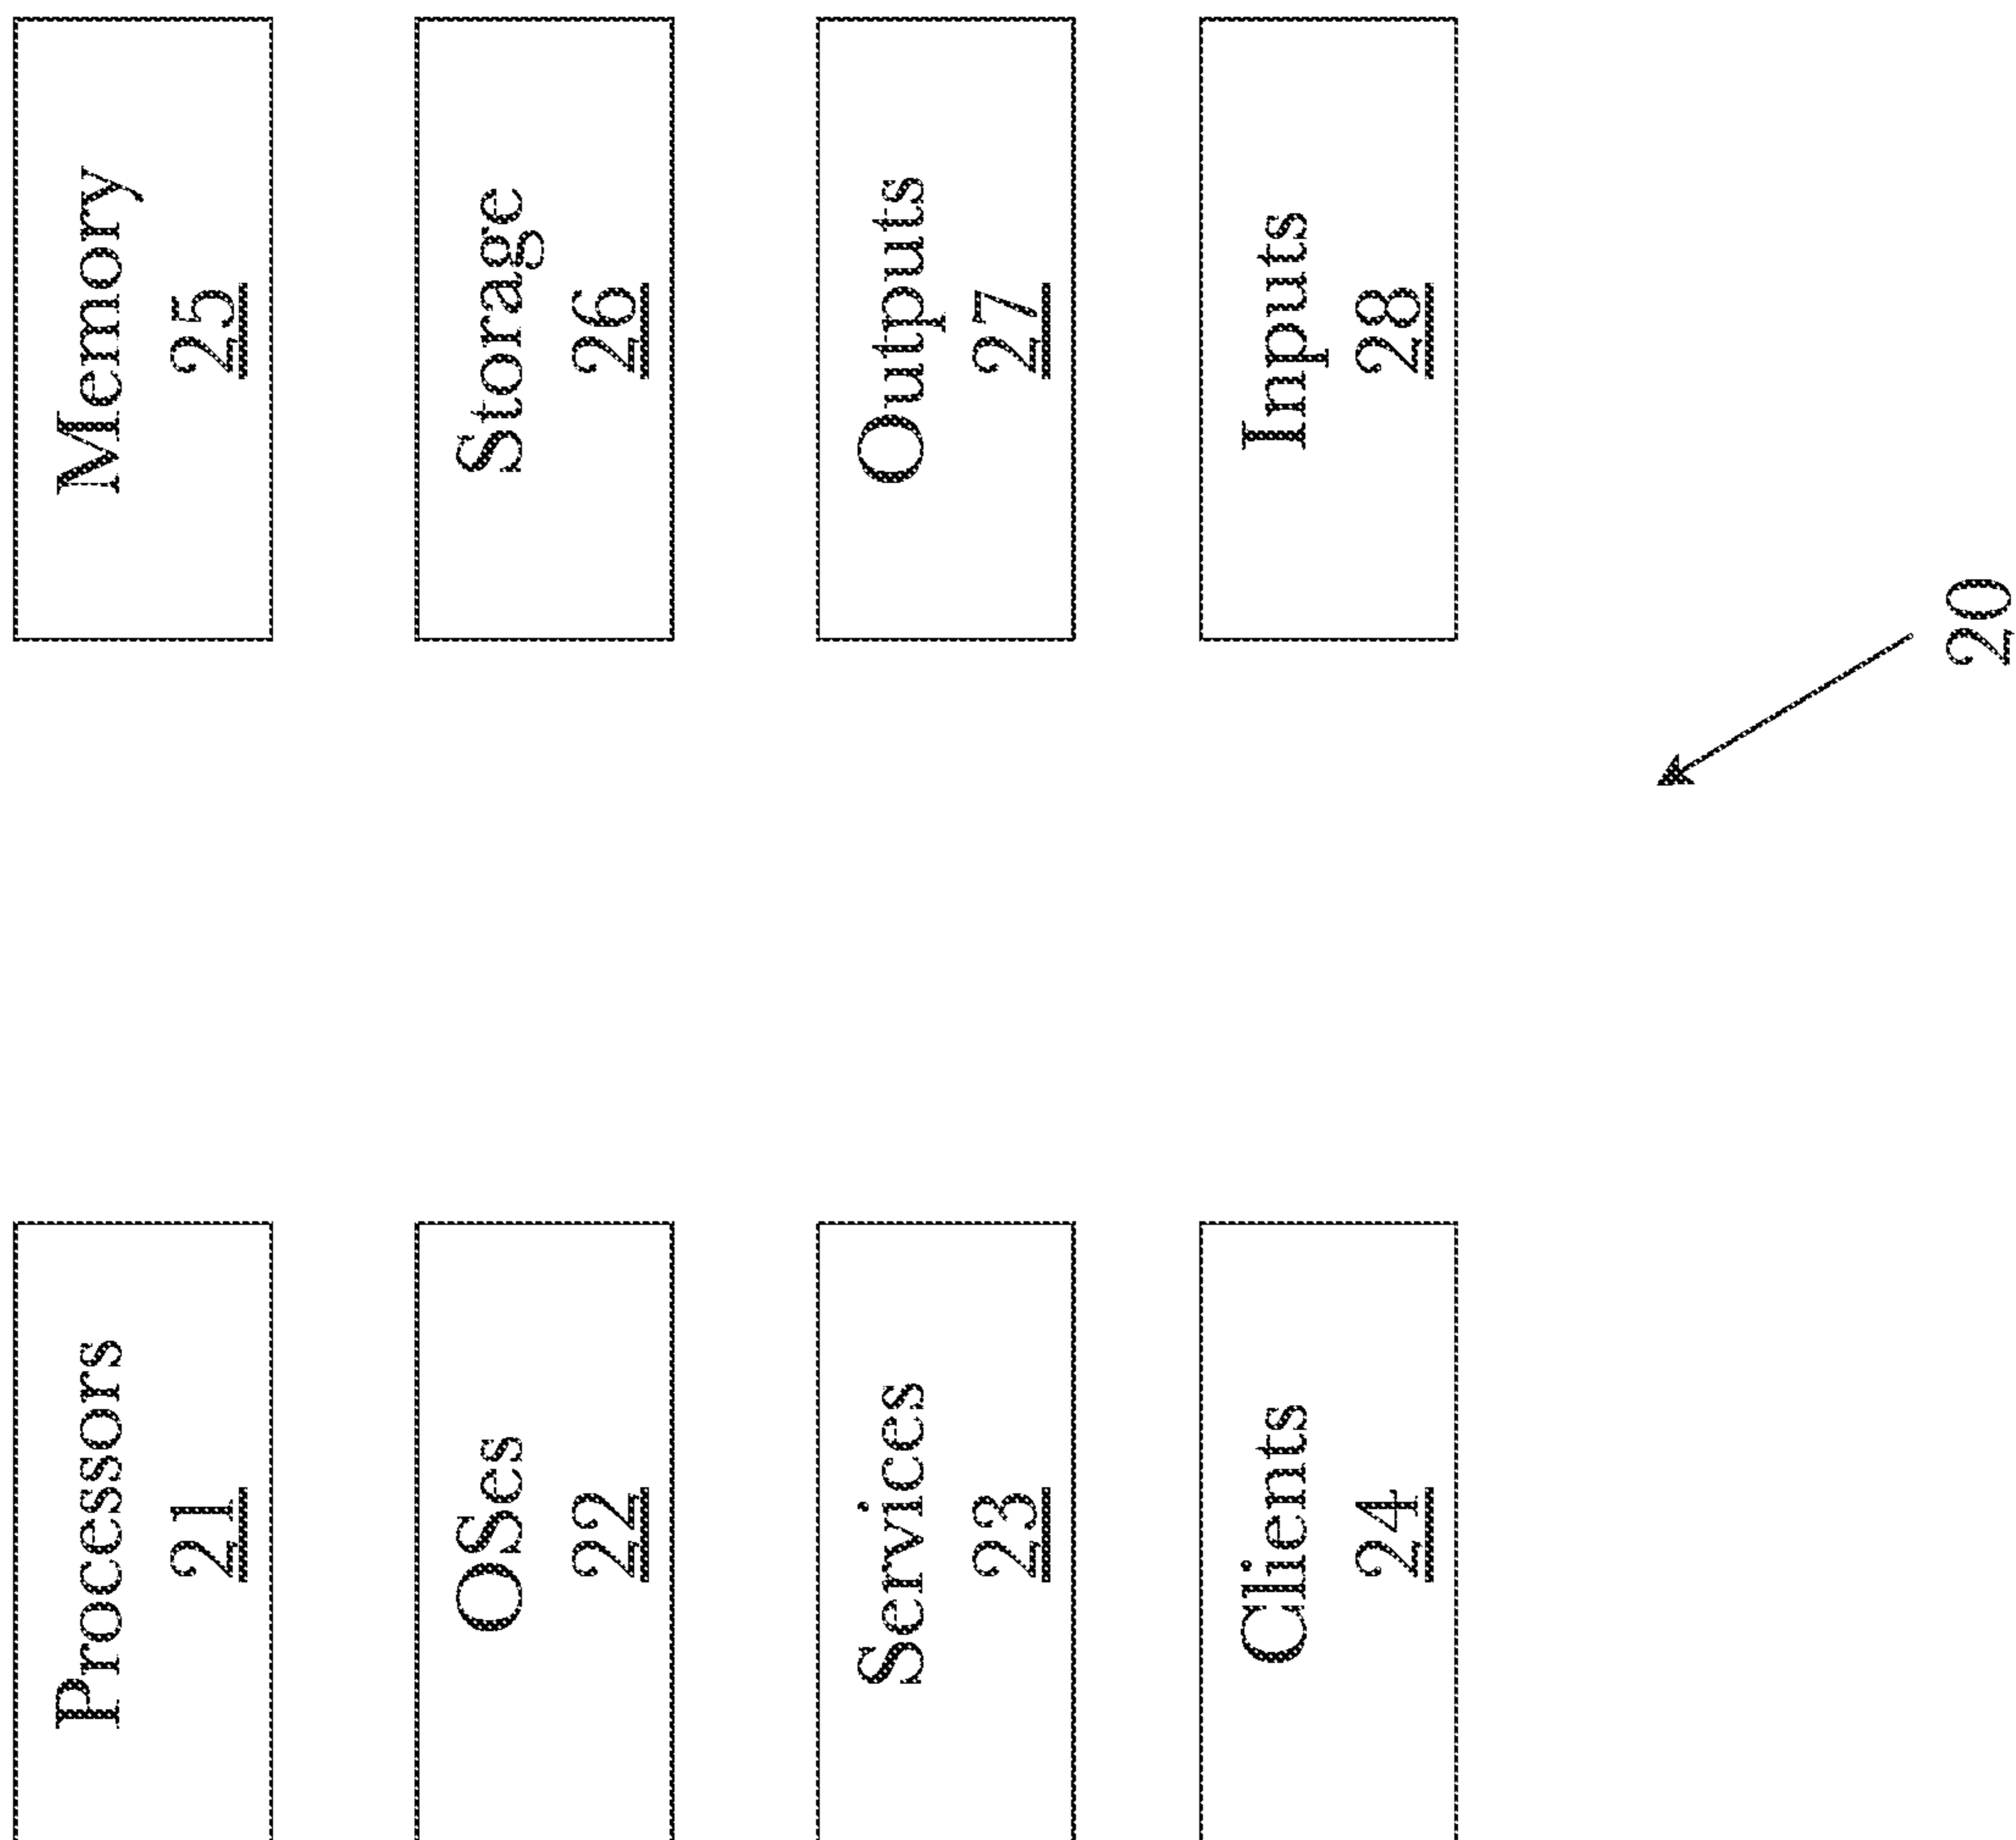 Processors
21
Memory
25
OSes
22
Storage
26
Services
23
Outputs
27
Clients
24
Inputs
28
20